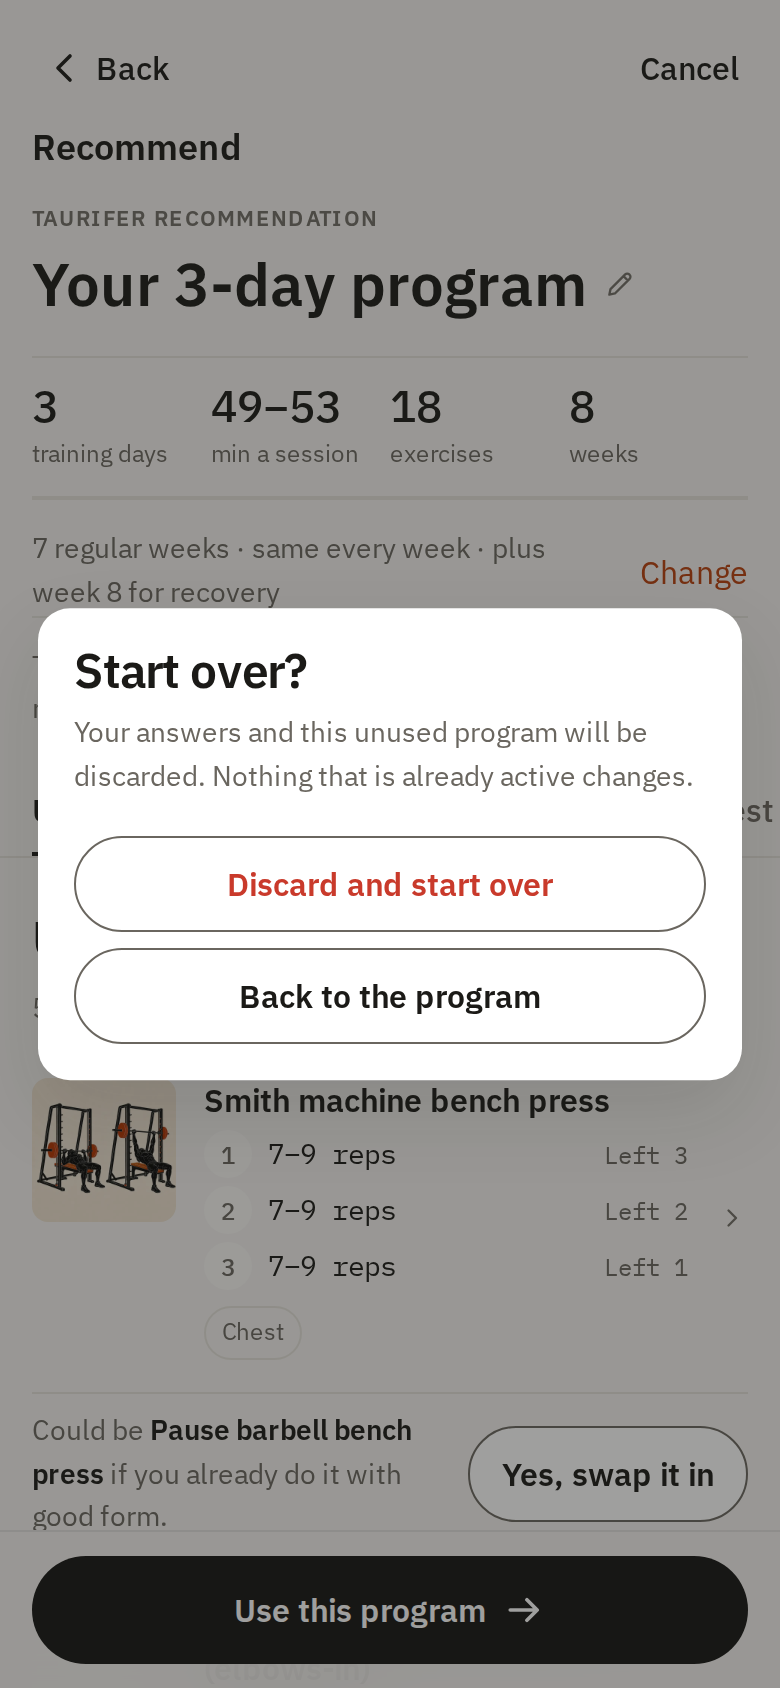 Back
Cancel
Recommend
TAURIFER RECOMMENDATION
Your 3-day program
3
49–53
18
8
training days
min a session
exercises
weeks
7 regular weeks · same every week · plus
week 8 for recovery
Change
Start over?
Your answers and this unused program will be
discarded. Nothing that is already active changes.
Discard and start over
Back to the program
Smith machine bench press
1 7–9 reps Left 3
2 7–9 reps Left 2
3 7–9 reps Left 1
Chest
Could be Pause barbell bench
press if you already do it with
good form.
Yes, swap it in
Use this program
(elbows-in)